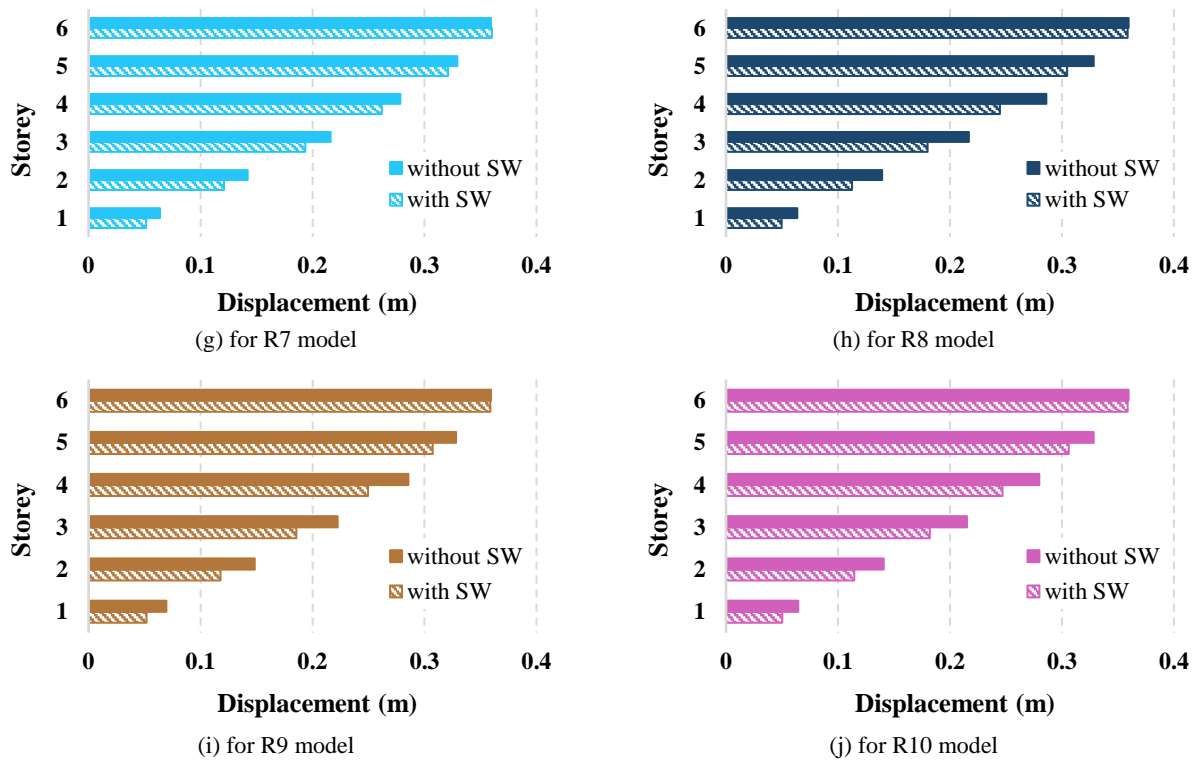 6
5
4
3
2
1
Storey
without SW
with SW
0 0.1 0.2 0.3 0.4
Displacement (m)
(g) for R7 model
6
5
4
3
2
1
Storey
without SW
with SW
0 0.1 0.2 0.3 0.4
Displacement (m)
(h) for R8 model
6
5
4
3
2
1
Storey
without SW
with SW
0 0.1 0.2 0.3 0.4
Displacement (m)
(i) for R9 model
6
5
4
3
2
1
Storey
without SW
with SW
0 0.1 0.2 0.3 0.4
Displacement (m)
(j) for R10 model